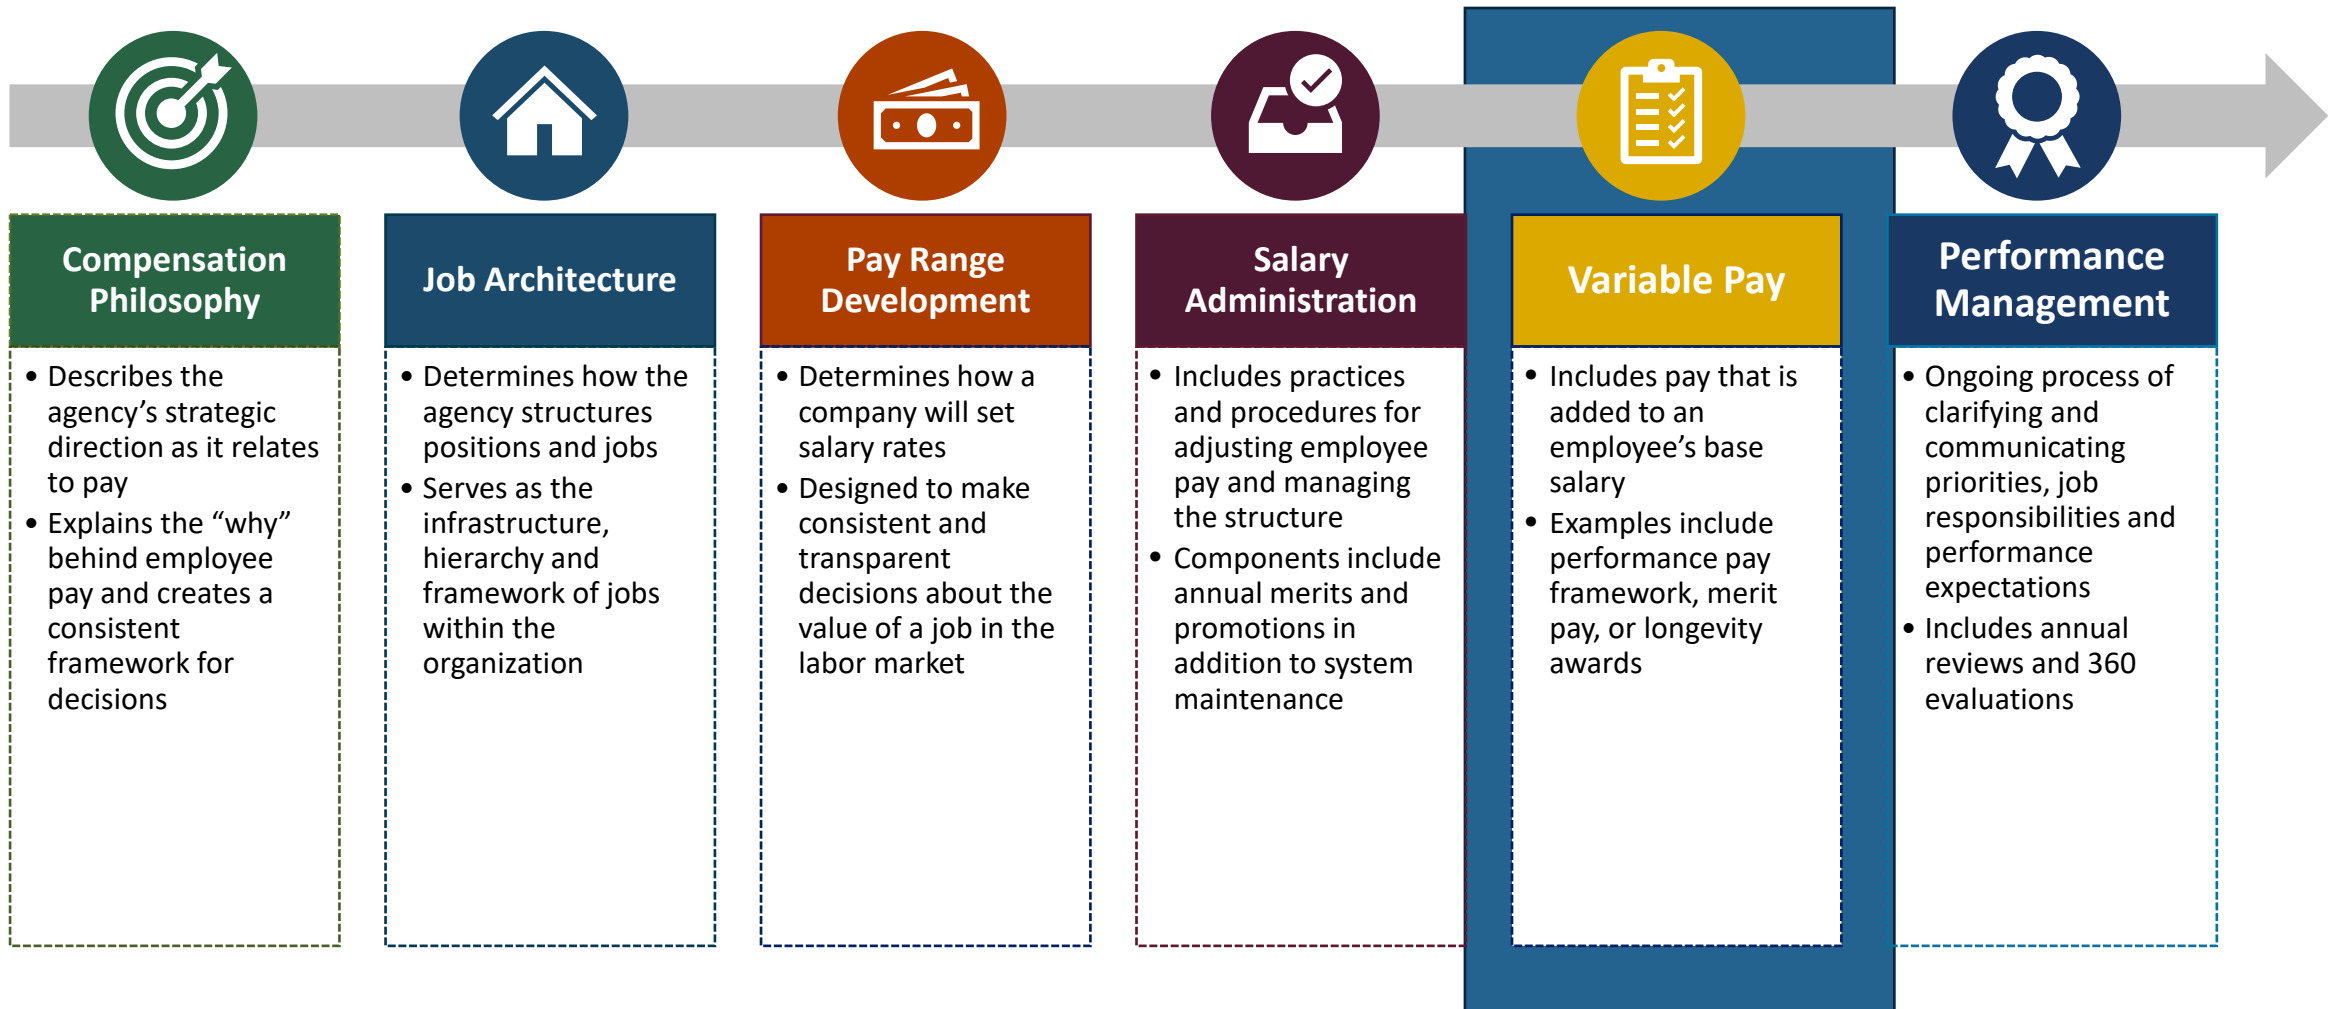 Compensation
Philosophy
• Describes the
agency’s strategic
direction as it relates
to pay
• Explains the “why”
behind employee
pay and creates a
consistent
framework for
decisions
Job Architecture
• Determines how the
agency structures
positions and jobs
• Serves as the
infrastructure,
hierarchy and
framework of jobs
within the
organization
Pay Range
Development
• Determines how a
company will set
salary rates
• Designed to make
consistent and
transparent
decisions about the
value of a job in the
labor market
Salary
Administration
• Includes practices
and procedures for
adjusting employee
pay and managing
the structure
• Components include
annual merits and
promotions in
addition to system
maintenance
Variable Pay
• Includes pay that is
added to an
employee’s base
salary
• Examples include
performance pay
framework, merit
pay, or longevity
awards
Performance
Management
• Ongoing process of
clarifying and
communicating
priorities, job
responsibilities and
performance
expectations
• Includes annual
reviews and 360
evaluations